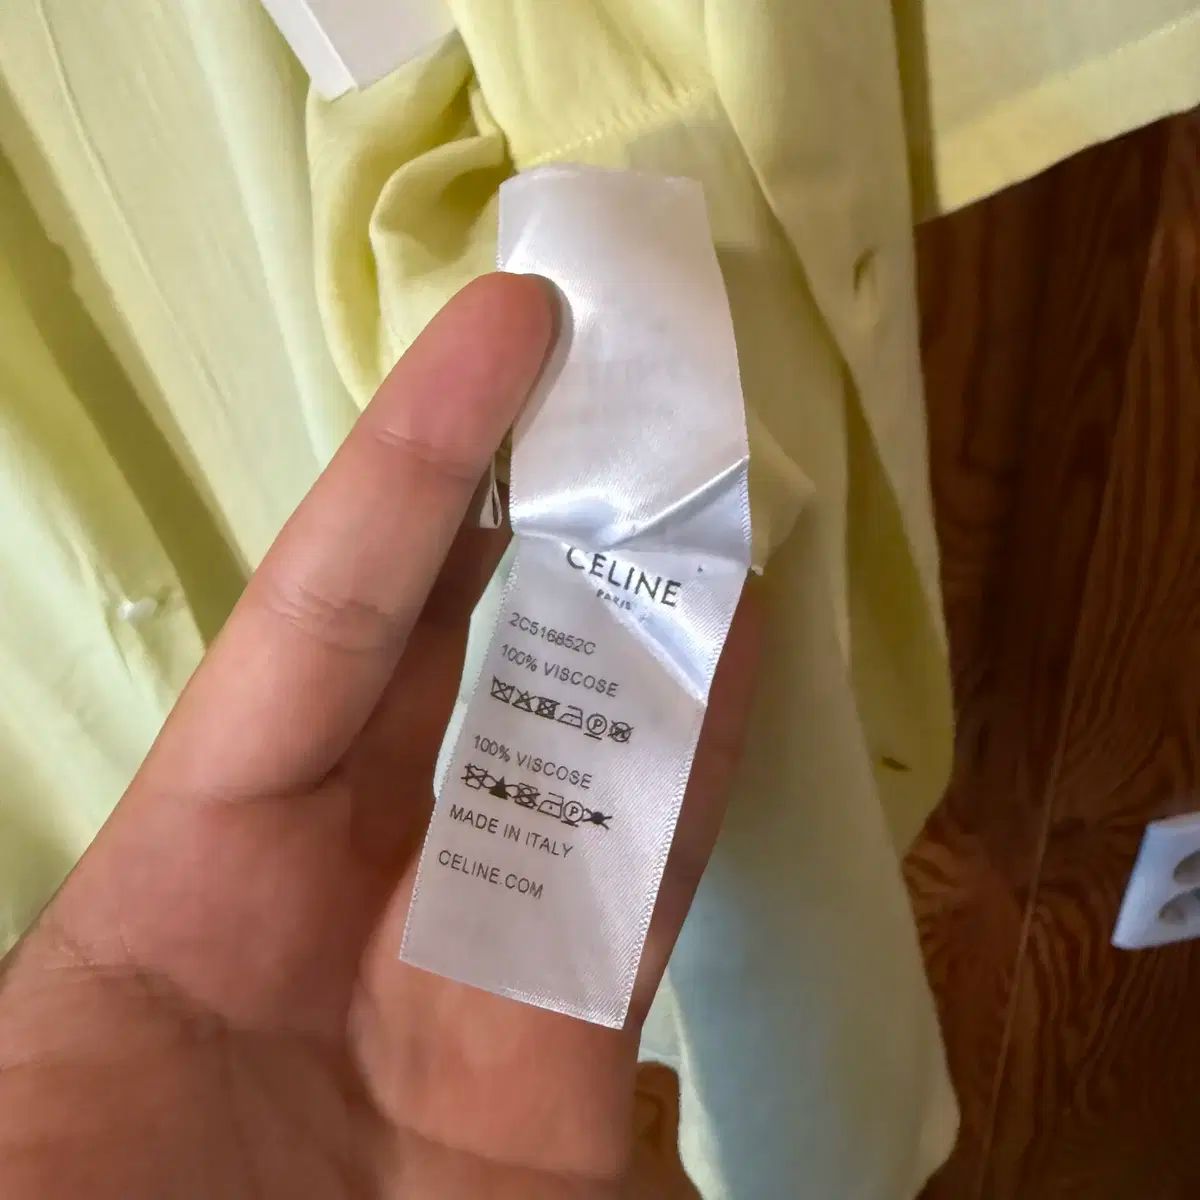 CELINE
PARIS
2C516852C
100% VISCOSE
100% VISCOSE
MADE IN ITALY
CELINE.COM